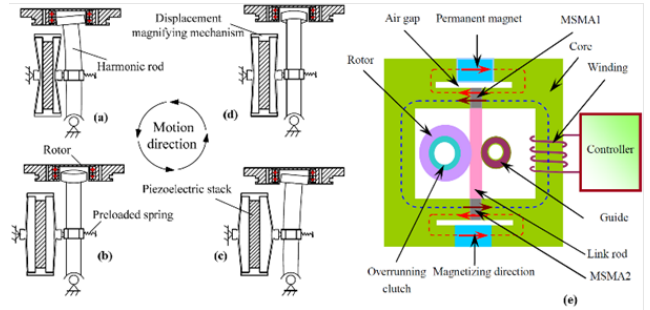 Displacement
magnifying mechanism
Harmonic rod
(a)
(d)
Motion
direction
Rotor
Piezoelectric stack
Preloaded spring
(b)
(c)
Air gap
Permanent magnet
MSMA1
Core
Rotor
Winding
Controller
Guide
Link rod
Overrunning
clutch
Magnetizing direction
MSMA2
(e)